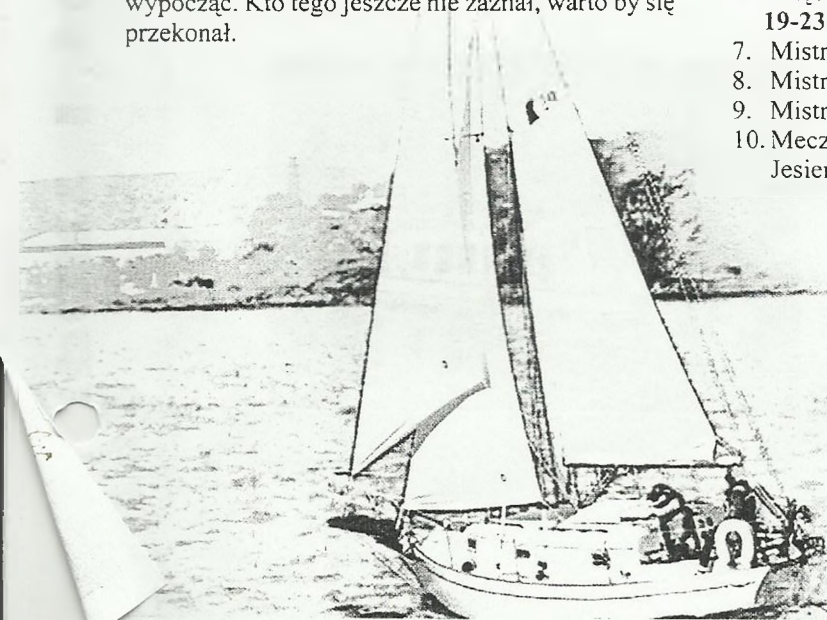 wypocząć. Kto tego jeszcze nie zaznał, warto by się
przekonał.
19-23
7. Mistr
8. Mistr
9. Mistr
10. Mecz
Jesier